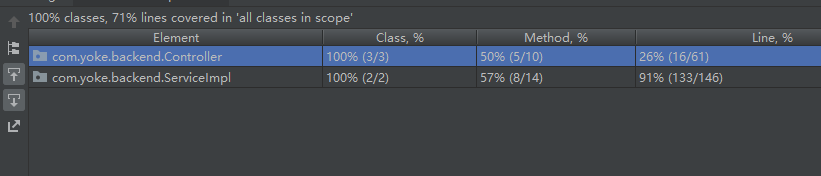 100% classes, 71% lines covered in 'all classes in scope'
Element Class, % Method, % Line, %
com.yoke.backend.Controller 100% (3/3) 50% (5/10) 26% (16/61)
com.yoke.backend.ServiceImpl 100% (2/2) 57% (8/14) 91% (133/146)